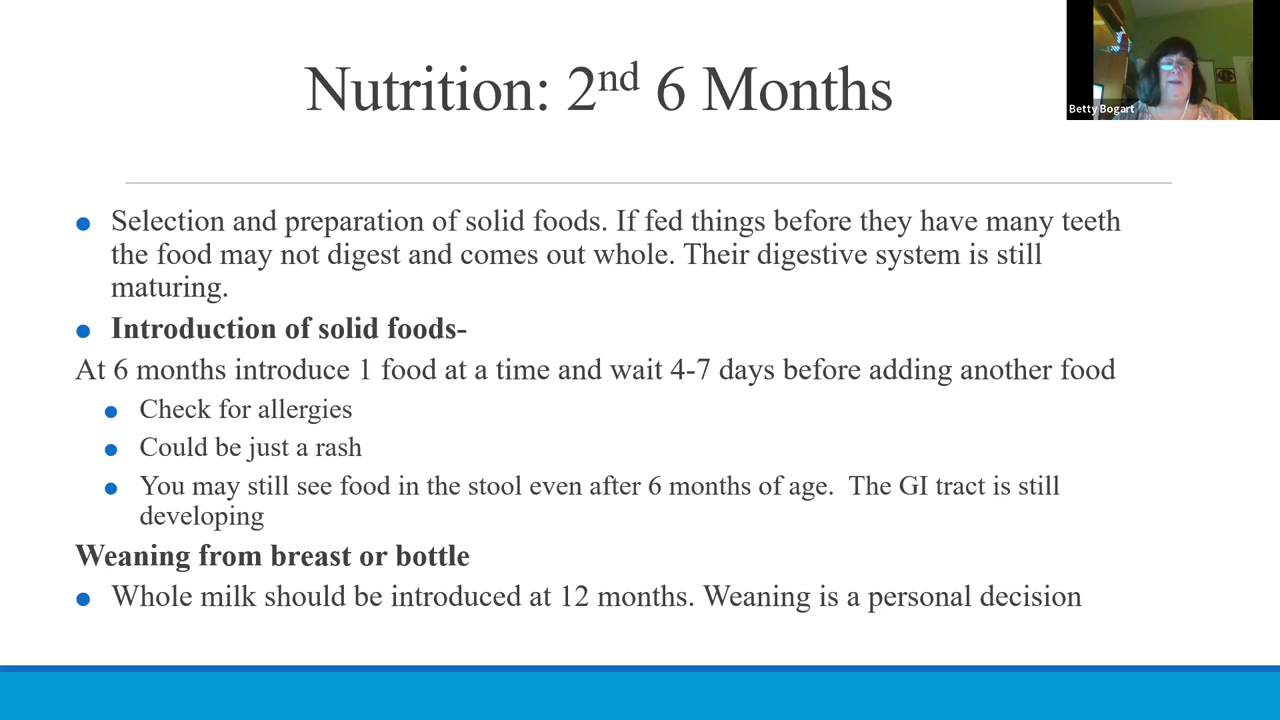 Nutrition: 2nd 6 Months
Betty Bogart
● Selection and preparation of solid foods. If fed things before they have many teeth
the food may not digest and comes out whole. Their digestive system is still
maturing.
● Introduction of solid foods-
At 6 months introduce 1 food at a time and wait 4-7 days before adding another food
● Check for allergies
● Could be just a rash
● You may still see food in the stool even after 6 months of age.  The GI tract is still
developing
Weaning from breast or bottle
● Whole milk should be introduced at 12 months. Weaning is a personal decision